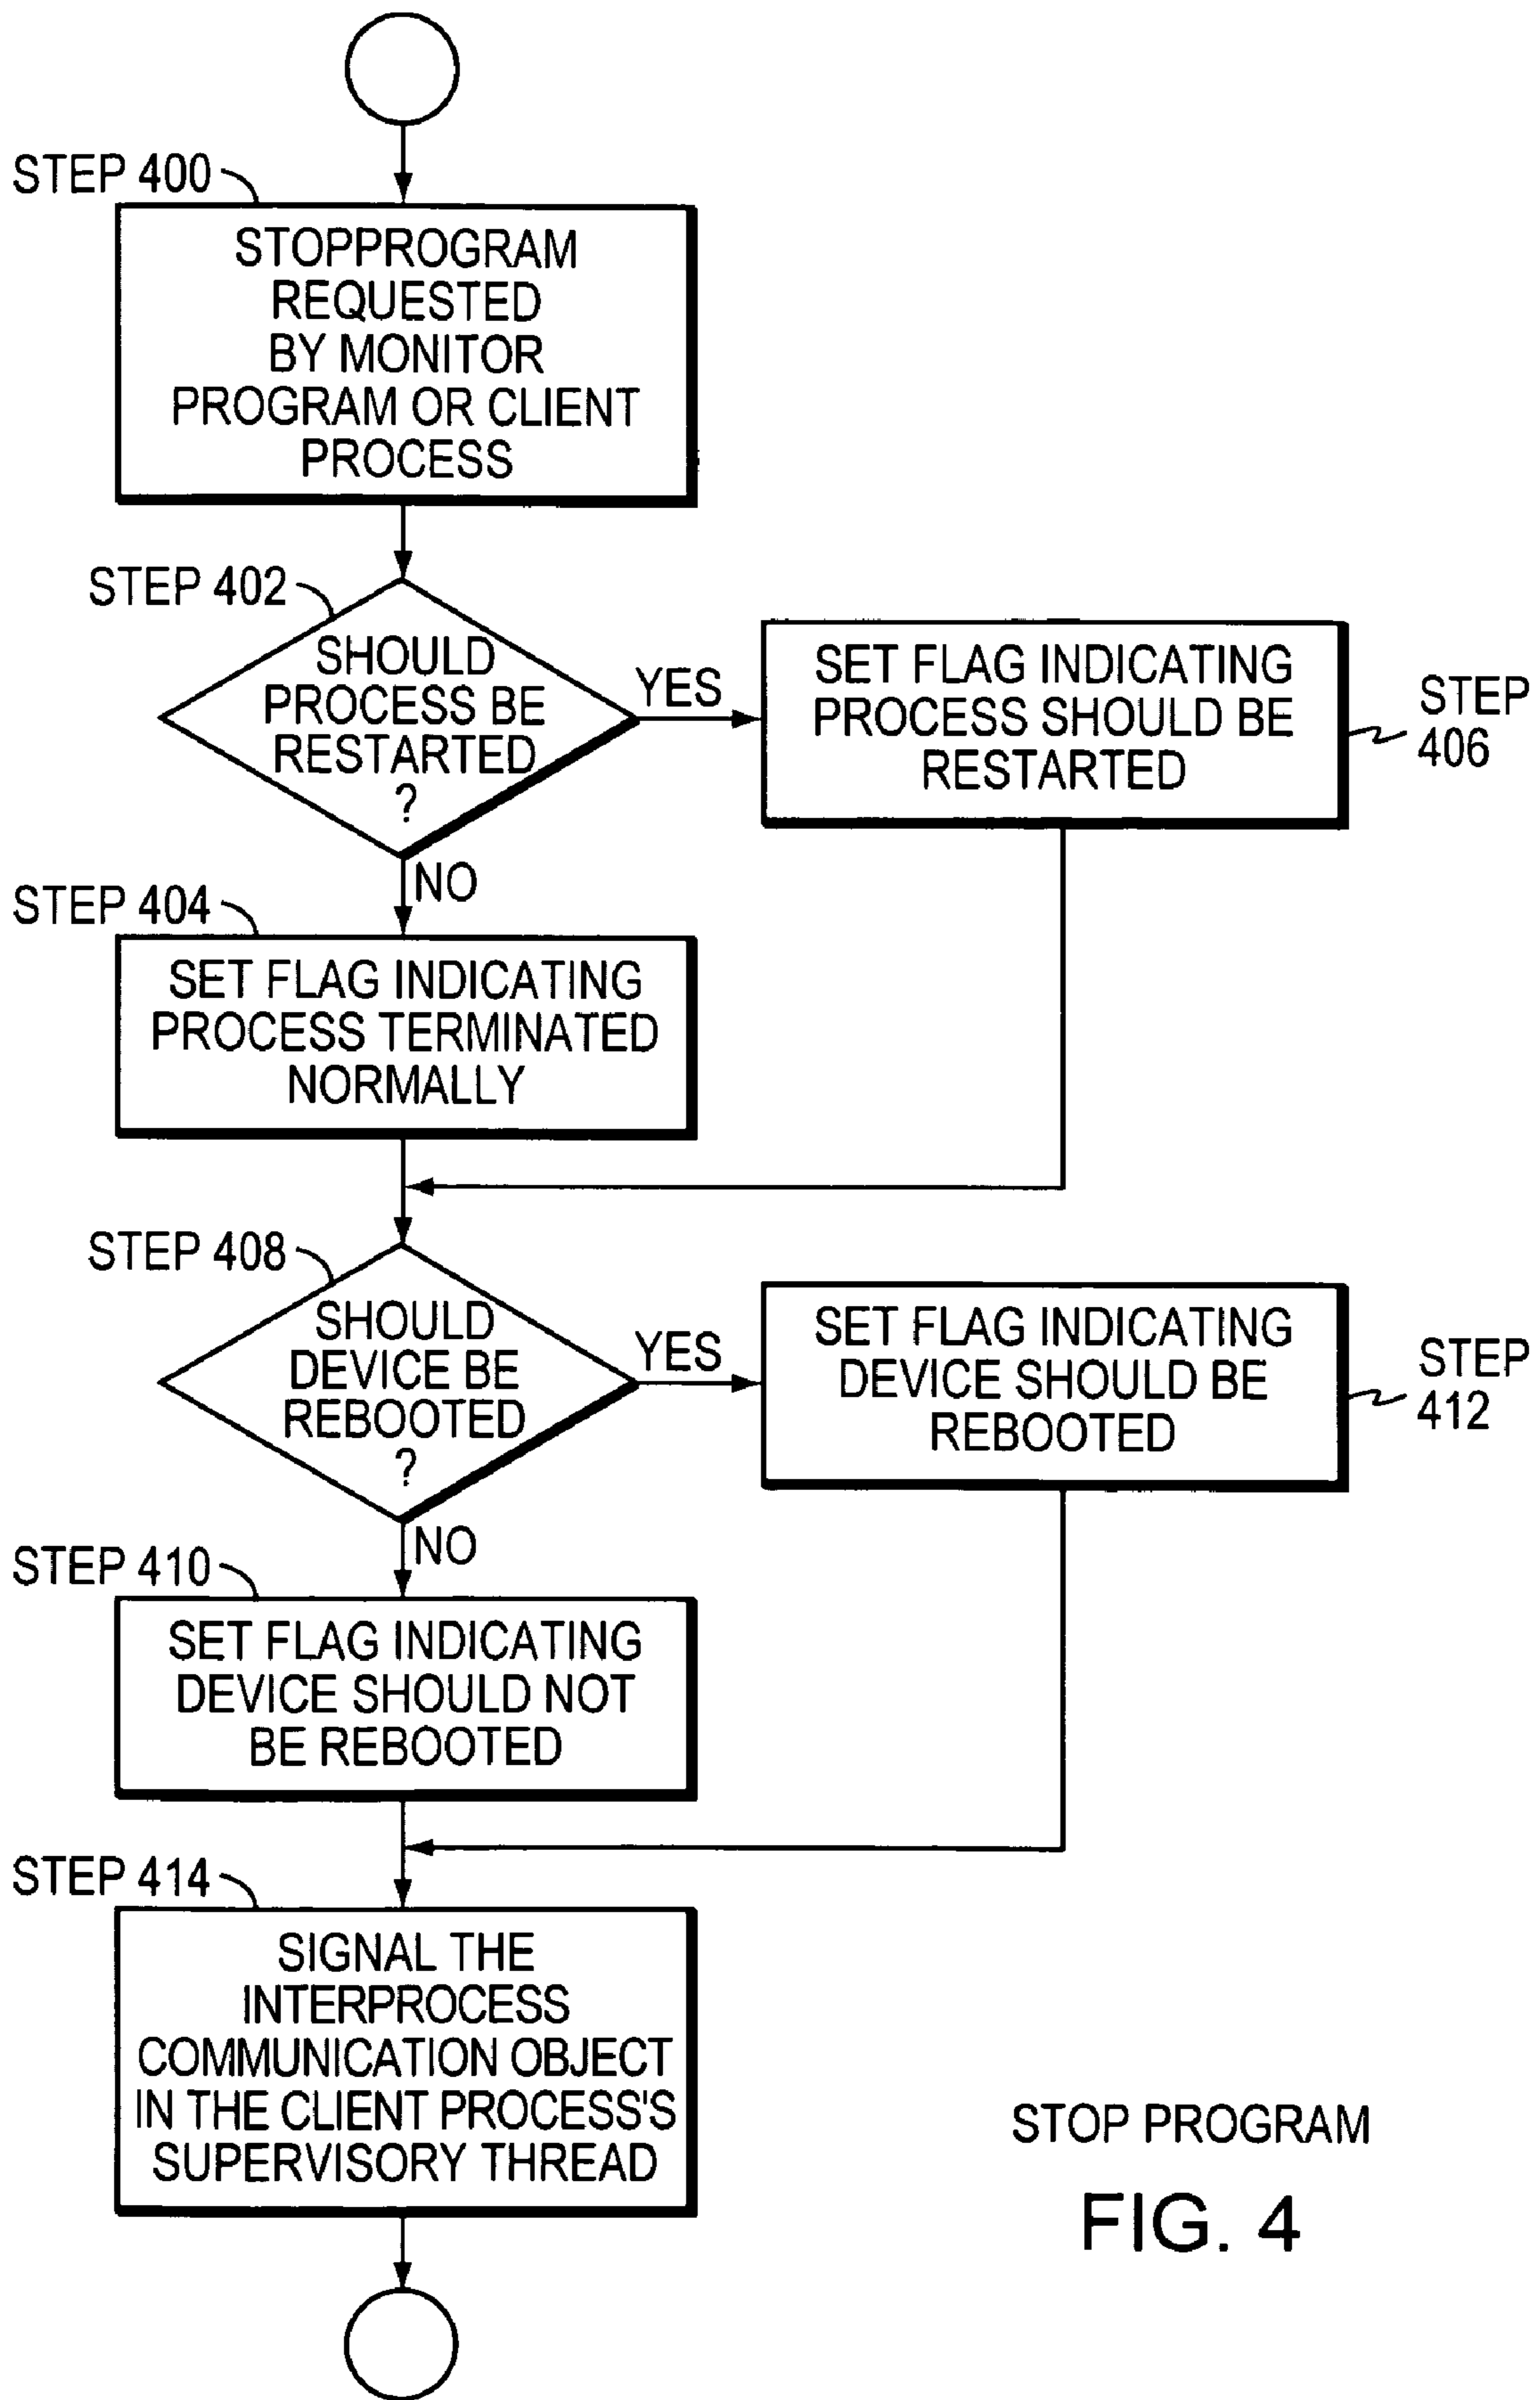 STEP 400
STOPPROGRAM
REQUESTED
BY MONITOR
PROGRAM OR CLIENT
PROCESS
STEP 402
SHOULD
PROCESS BE
RESTARTED
?
YES
SET FLAG INDICATING
PROCESS SHOULD BE
RESTARTED
STEP
406
NO
STEP 404
SET FLAG INDICATING
PROCESS TERMINATED
NORMALLY
STEP 408
SHOULD
DEVICE BE
REBOOTED
?
YES
SET FLAG INDICATING
DEVICE SHOULD BE
REBOOTED
STEP
412
NO
STEP 410
SET FLAG INDICATING
DEVICE SHOULD NOT
BE REBOOTED
STEP 414
SIGNAL THE
INTERPROCESS
COMMUNICATION OBJECT
IN THE CLIENT PROCESS'S
SUPERVISORY THREAD
STOP PROGRAM
FIG. 4